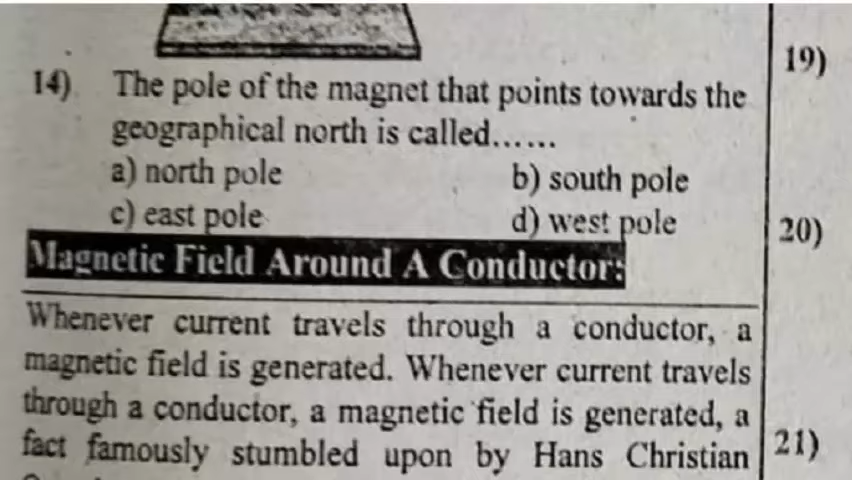 14) The pole of the magnet that points towards the
geographical north is called......
a) north pole b) south pole
c) east pole d) west pole
Magnetic Field Around A Conductor:
Whenever current travels through a conductor, a
magnetic field is generated. Whenever current travels
through a conductor, a magnetic field is generated, a
fact famously stumbled upon by Hans Christian
19)
20)
21)